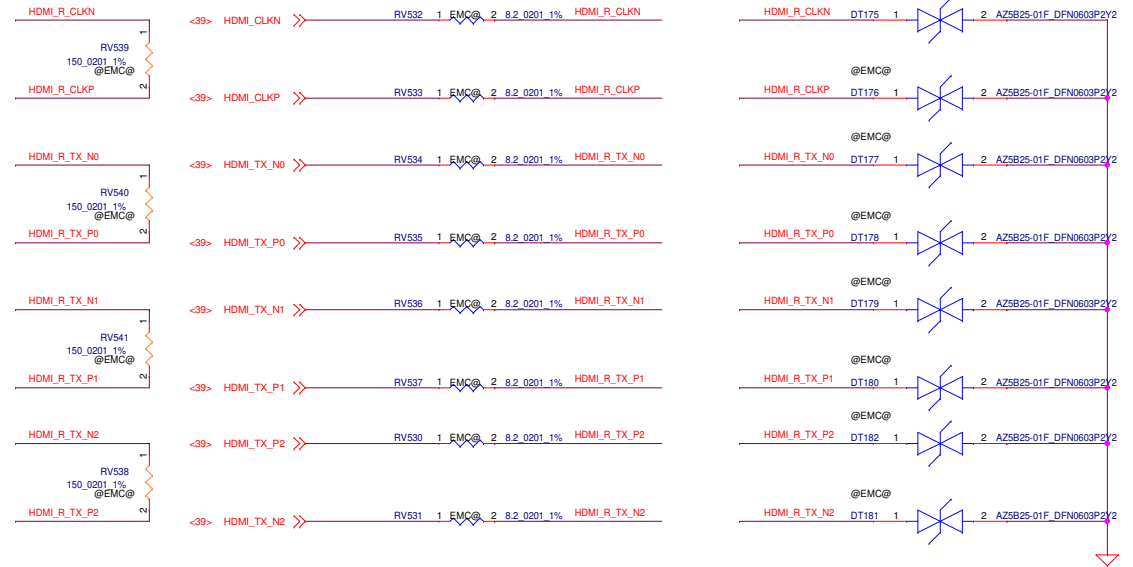 HDMI_R_CLKN
1
RV539
150_0201_1%
@EMC@
2
HDMI_R_CLKP
HDMI_R_TX_N0
1
RV540
150_0201_1%
@EMC@
2
HDMI_R_TX_P0
HDMI_R_TX_N1
1
RV541
150_0201_1%
@EMC@
2
HDMI_R_TX_P1
HDMI_R_TX_N2
1
RV538
150_0201_1%
@EMC@
2
HDMI_R_TX_P2
<39> HDMI_CLKN RV532 1 EMC@ 2 8.2_0201_1% HDMI_R_CLKN
<39> HDMI_CLKP RV533 1 EMC@ 2 8.2_0201_1% HDMI_R_CLKP
<39> HDMI_TX_N0 RV534 1 EMC@ 2 8.2_0201_1% HDMI_R_TX_N0
<39> HDMI_TX_P0 RV535 1 EMC@ 2 8.2_0201_1% HDMI_R_TX_P0
<39> HDMI_TX_N1 RV536 1 EMC@ 2 8.2_0201_1% HDMI_R_TX_N1
<39> HDMI_TX_P1 RV537 1 EMC@ 2 8.2_0201_1% HDMI_R_TX_P1
<39> HDMI_TX_P2 RV530 1 EMC@ 2 8.2_0201_1% HDMI_R_TX_P2
<39> HDMI_TX_N2 RV531 1 EMC@ 2 8.2_0201_1% HDMI_R_TX_N2
HDMI_R_CLKN DT175 1 2 AZ5B25-01F_DFN0603P2Y2
@EMC@
HDMI_R_CLKP DT176 1 2 AZ5B25-01F_DFN0603P2Y2
@EMC@
HDMI_R_TX_N0 DT177 1 2 AZ5B25-01F_DFN0603P2Y2
@EMC@
HDMI_R_TX_P0 DT178 1 2 AZ5B25-01F_DFN0603P2Y2
@EMC@
HDMI_R_TX_N1 DT179 1 2 AZ5B25-01F_DFN0603P2Y2
@EMC@
HDMI_R_TX_P1 DT180 1 2 AZ5B25-01F_DFN0603P2Y2
@EMC@
HDMI_R_TX_P2 DT182 1 2 AZ5B25-01F_DFN0603P2Y2
@EMC@
HDMI_R_TX_N2 DT181 1 2 AZ5B25-01F_DFN0603P2Y2